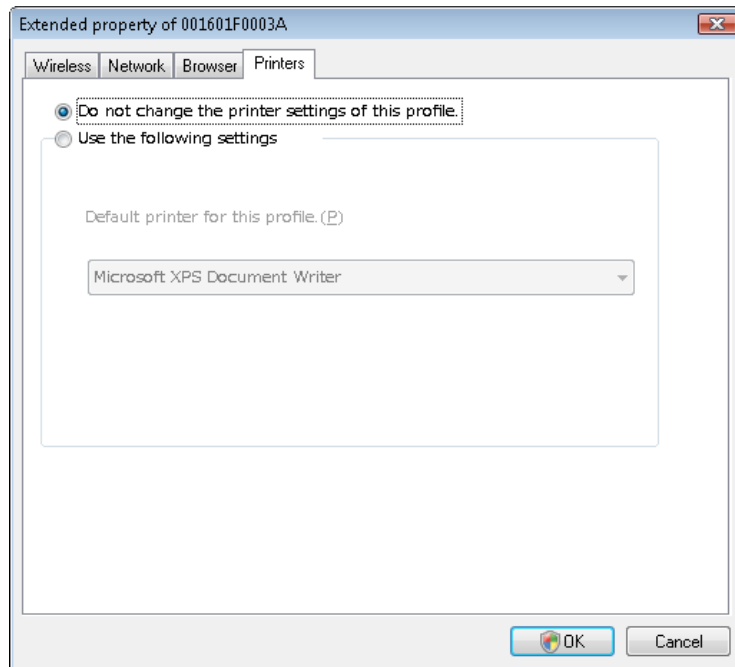 Extended property of 001601F0003A
Wireless Network Browser Printers
Do not change the printer settings of this profile.
Use the following settings
Default printer for this profile.(P)
Microsoft XPS Document Writer
OK Cancel